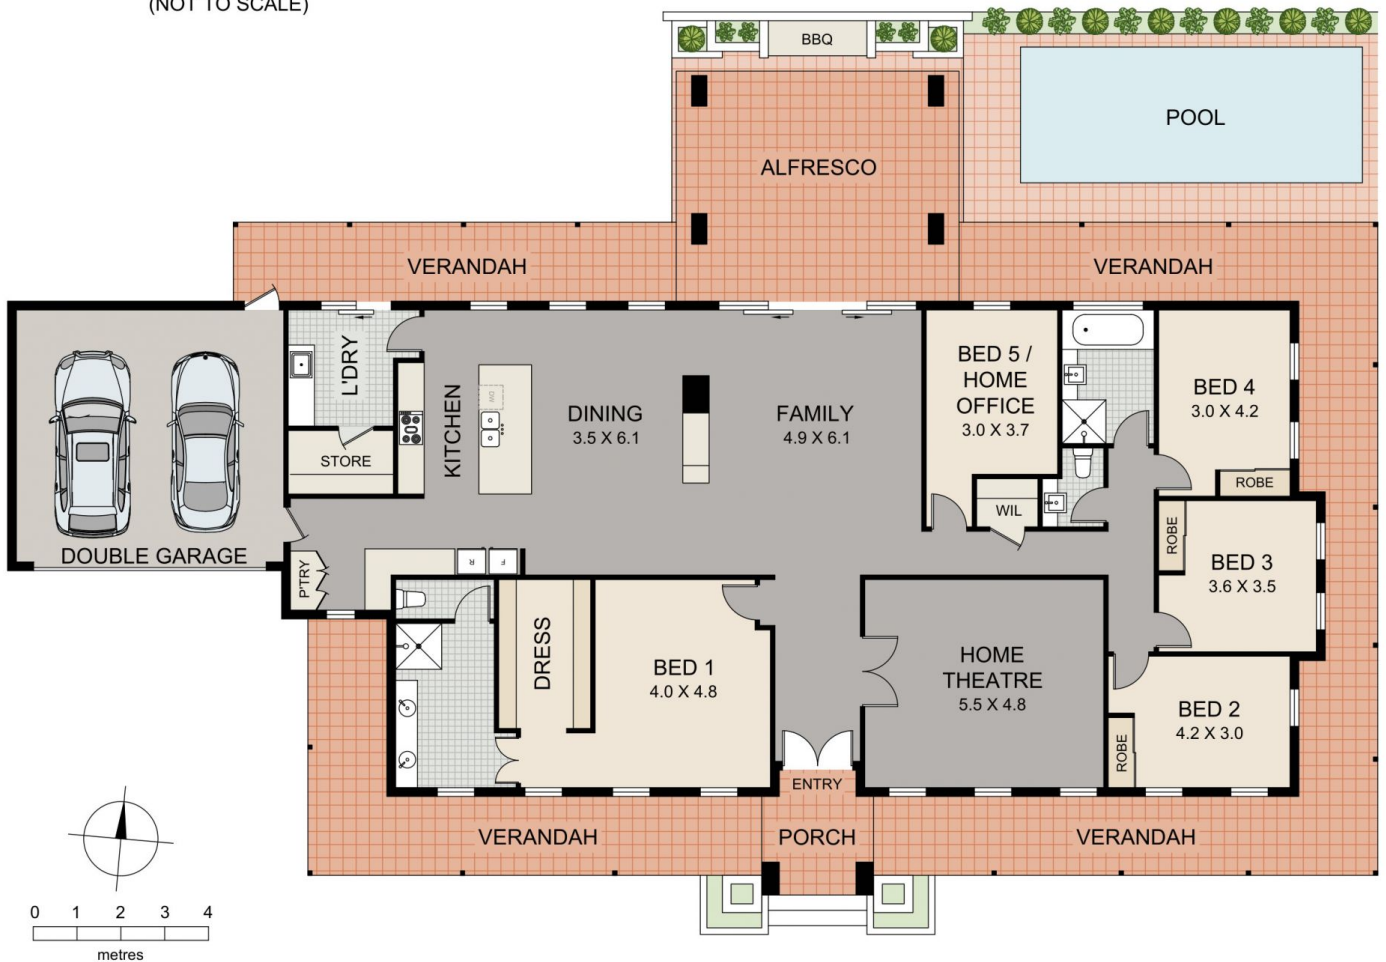 (NOT TO SCALE)
BBQ
POOL
ALFRESCO
VERANDAH
VERANDAH
L'DRY
STORE
KITCHEN
DW
DINING
3.5 X 6.1
FAMILY
4.9 X 6.1
BED 5 /
HOME
OFFICE
3.0 X 3.7
BED 4
3.0 X 4.2
ROBE
WIL
DOUBLE GARAGE
P'TRY
R
F
ROBE
BED 3
3.6 X 3.5
DRESS
BED 1
4.0 X 4.8
HOME
THEATRE
5.5 X 4.8
BED 2
4.2 X 3.0
ROBE
ENTRY
VERANDAH
PORCH
VERANDAH
0 1 2 3 4
metres